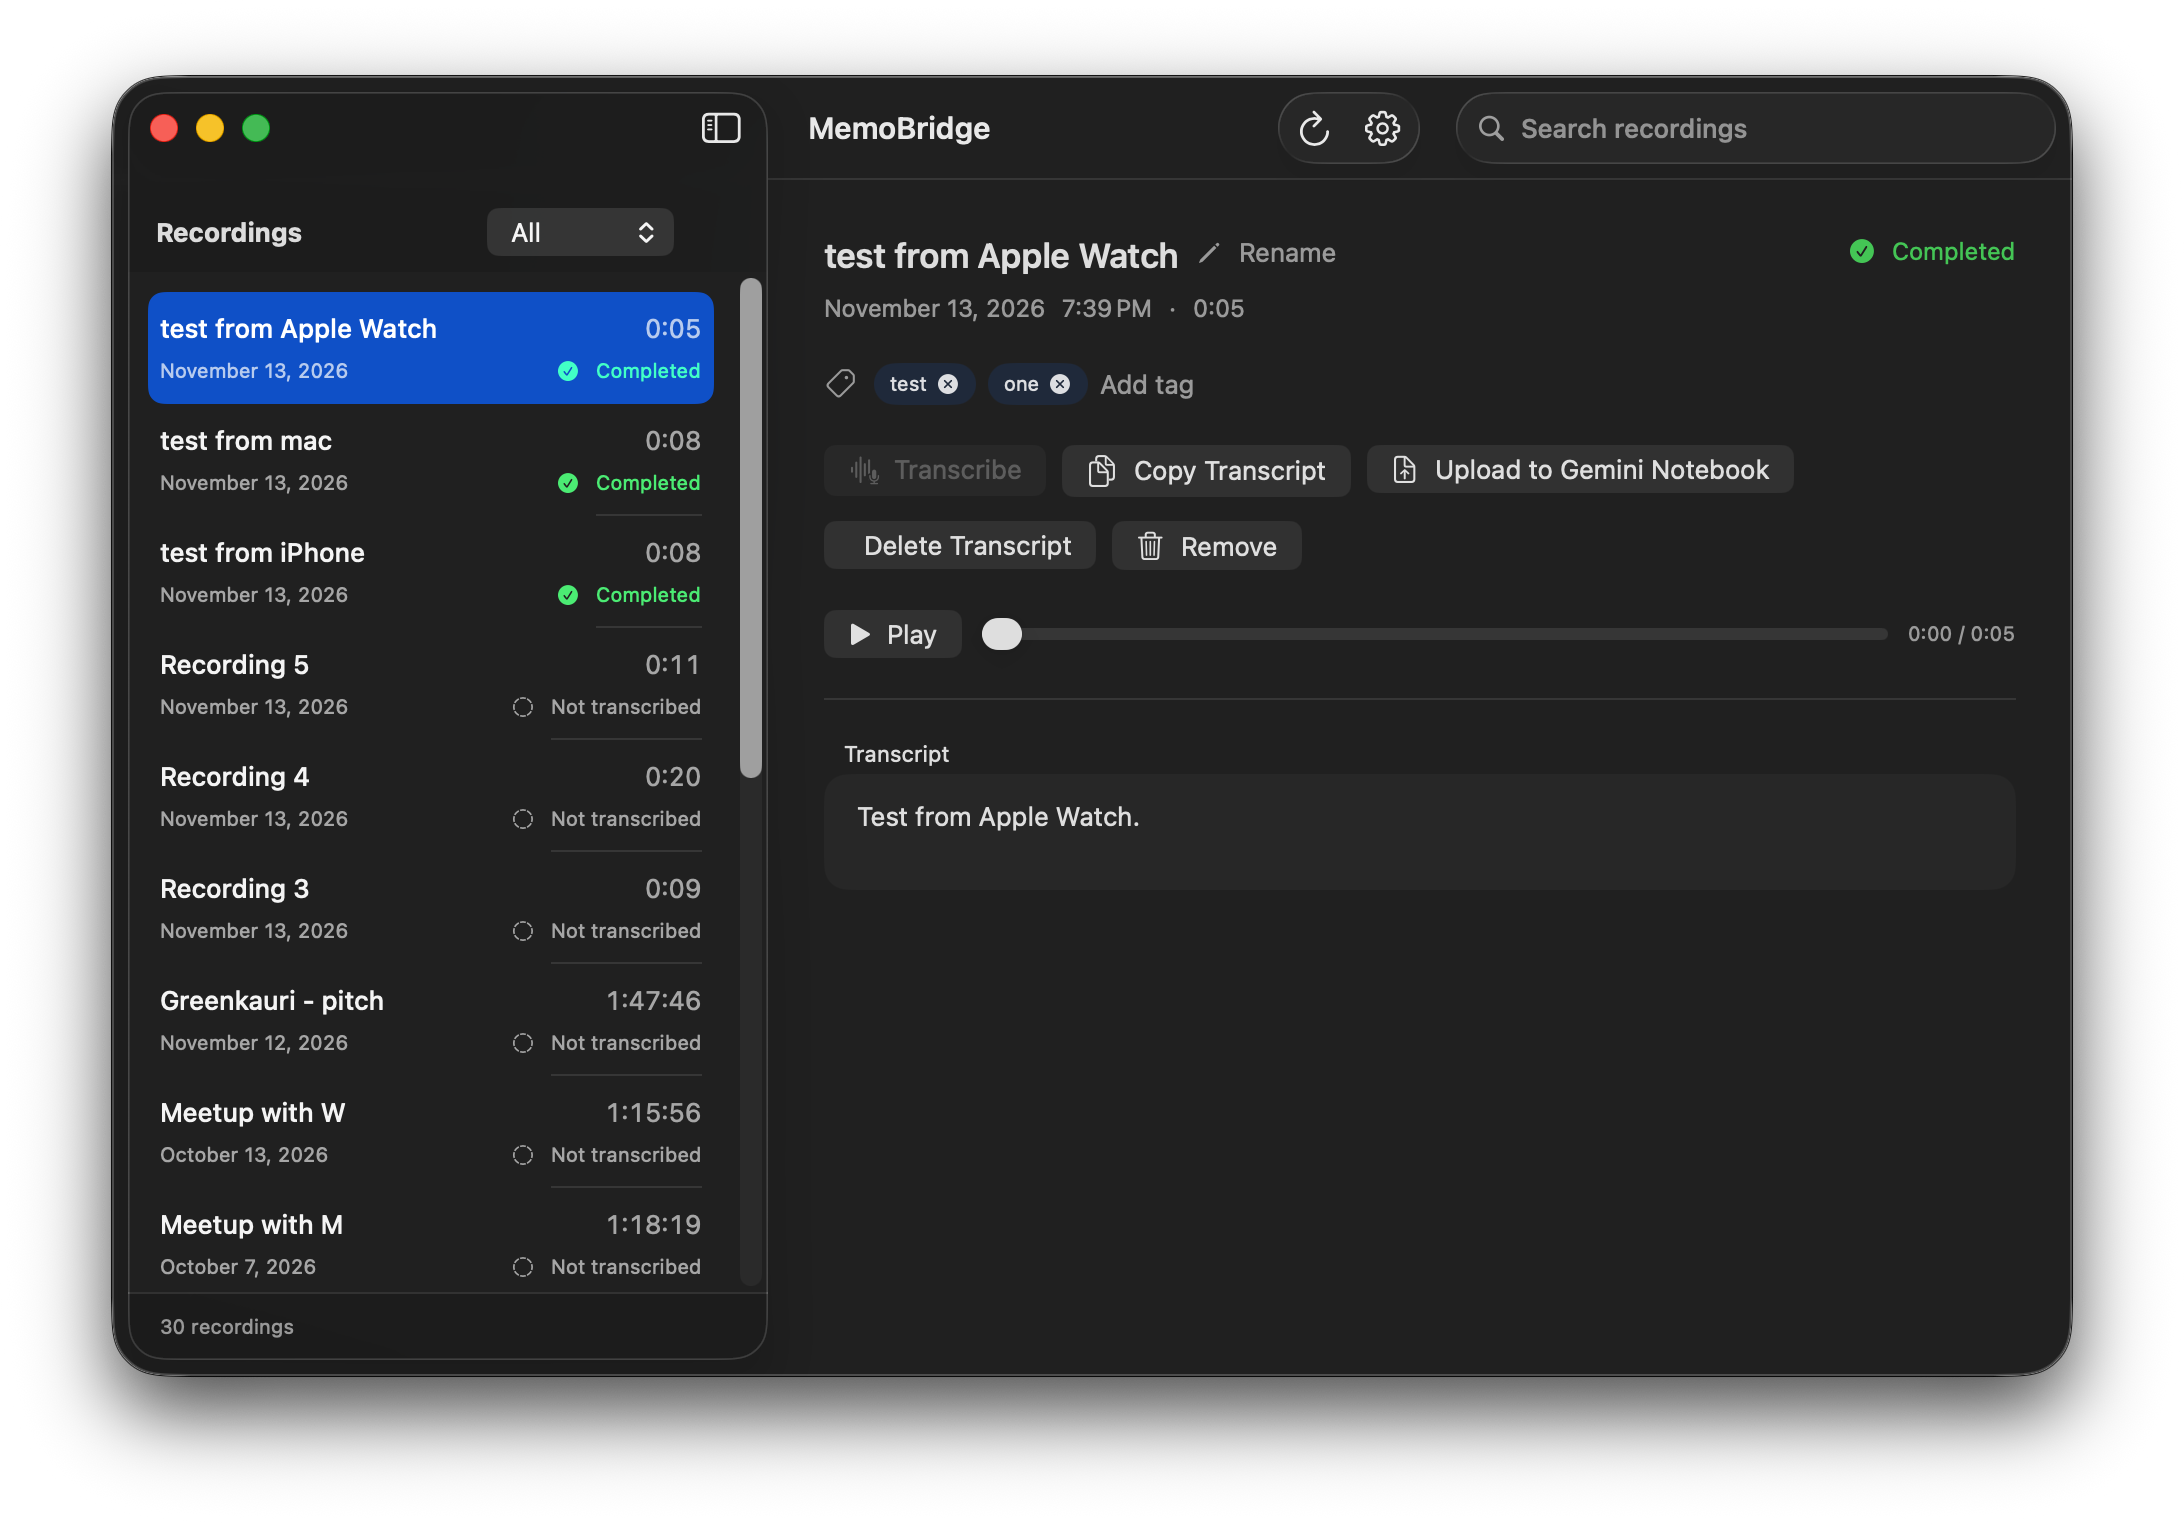 MemoBridge
Search recordings
Recordings
All
test from Apple Watch 0:05
November 13, 2026 Completed
test from mac 0:08
November 13, 2026 Completed
test from iPhone 0:08
November 13, 2026 Completed
Recording 5 0:11
November 13, 2026 Not transcribed
Recording 4 0:20
November 13, 2026 Not transcribed
Recording 3 0:09
November 13, 2026 Not transcribed
Greenkauri - pitch 1:47:46
November 12, 2026 Not transcribed
Meetup with W 1:15:56
October 13, 2026 Not transcribed
Meetup with M 1:18:19
October 7, 2026 Not transcribed
30 recordings
test from Apple Watch Rename Completed
November 13, 2026 7:39 PM · 0:05
test one Add tag
Transcribe Copy Transcript Upload to Gemini Notebook
Delete Transcript Remove
Play 0:00 / 0:05
Transcript
Test from Apple Watch.